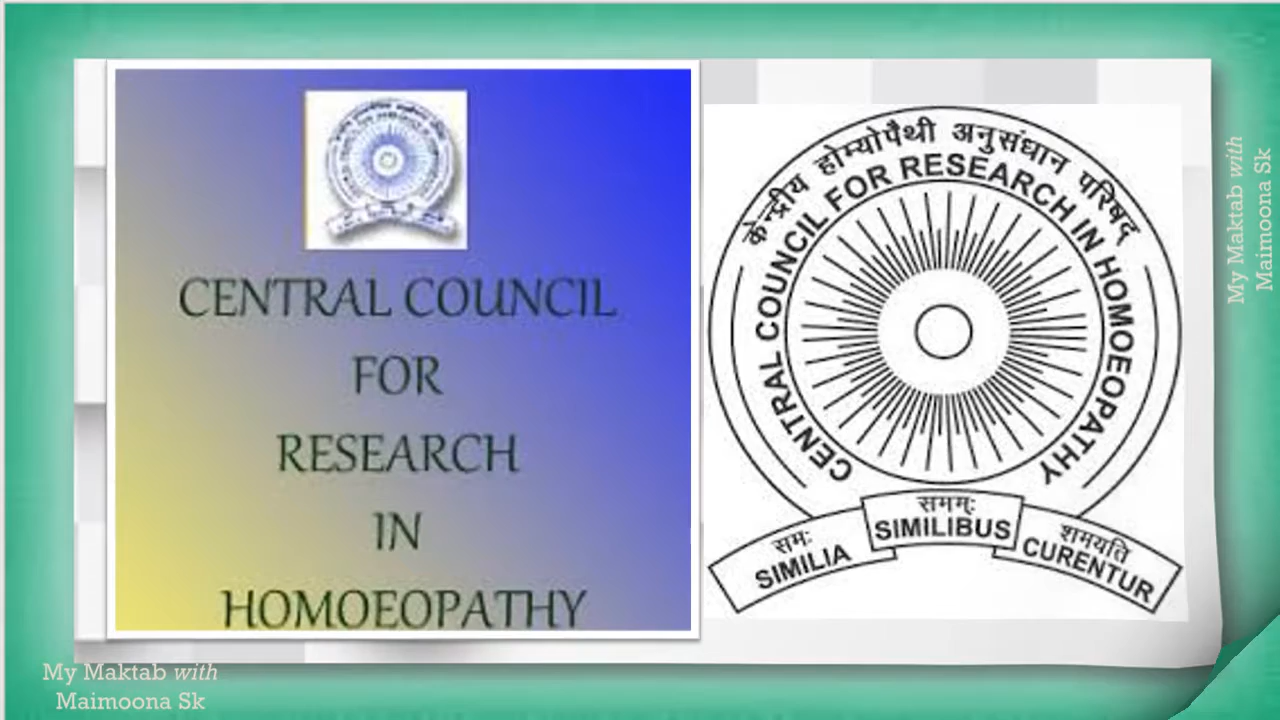 CENTRAL COUNCIL
FOR
RESEARCH
IN
HOMOEOPATHY
केन्द्रीय होम्योपैथी अनुसंधान परिषद्
CENTRAL COUNCIL FOR RESEARCH IN HOMOEOPATHY
समः
SIMILIA
समम्ः
SIMILIBUS
शमयति
CURENTUR
My Maktab with
Maimoona Sk
My Maktab with
Maimoona Sk